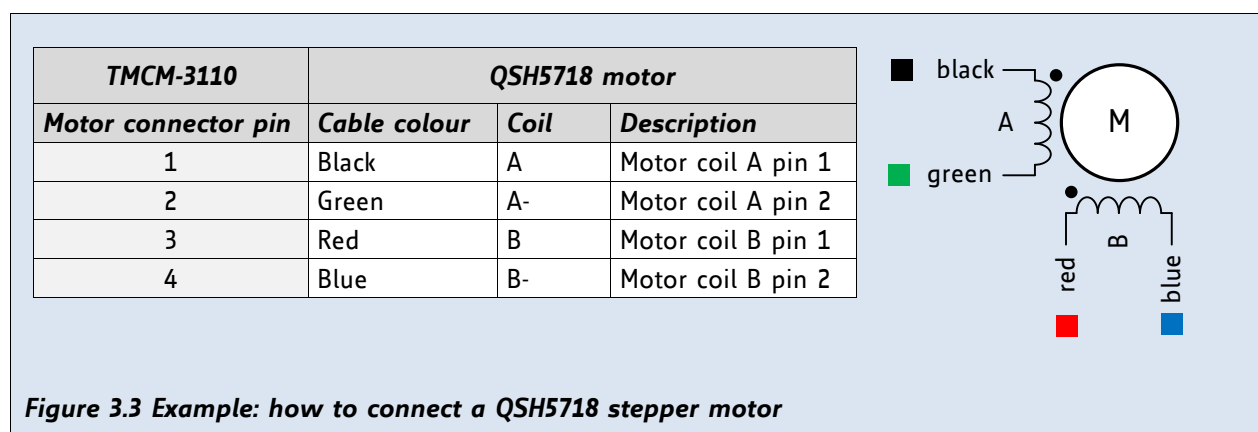 TMCM-3110 QSH5718 motor
Motor connector pin Cable colour Coil Description
1 Black A Motor coil A pin 1
2 Green A- Motor coil A pin 2
3 Red B Motor coil B pin 1
4 Blue B- Motor coil B pin 2
black
A
M
green
B
red
blue
Figure 3.3 Example: how to connect a QSH5718 stepper motor